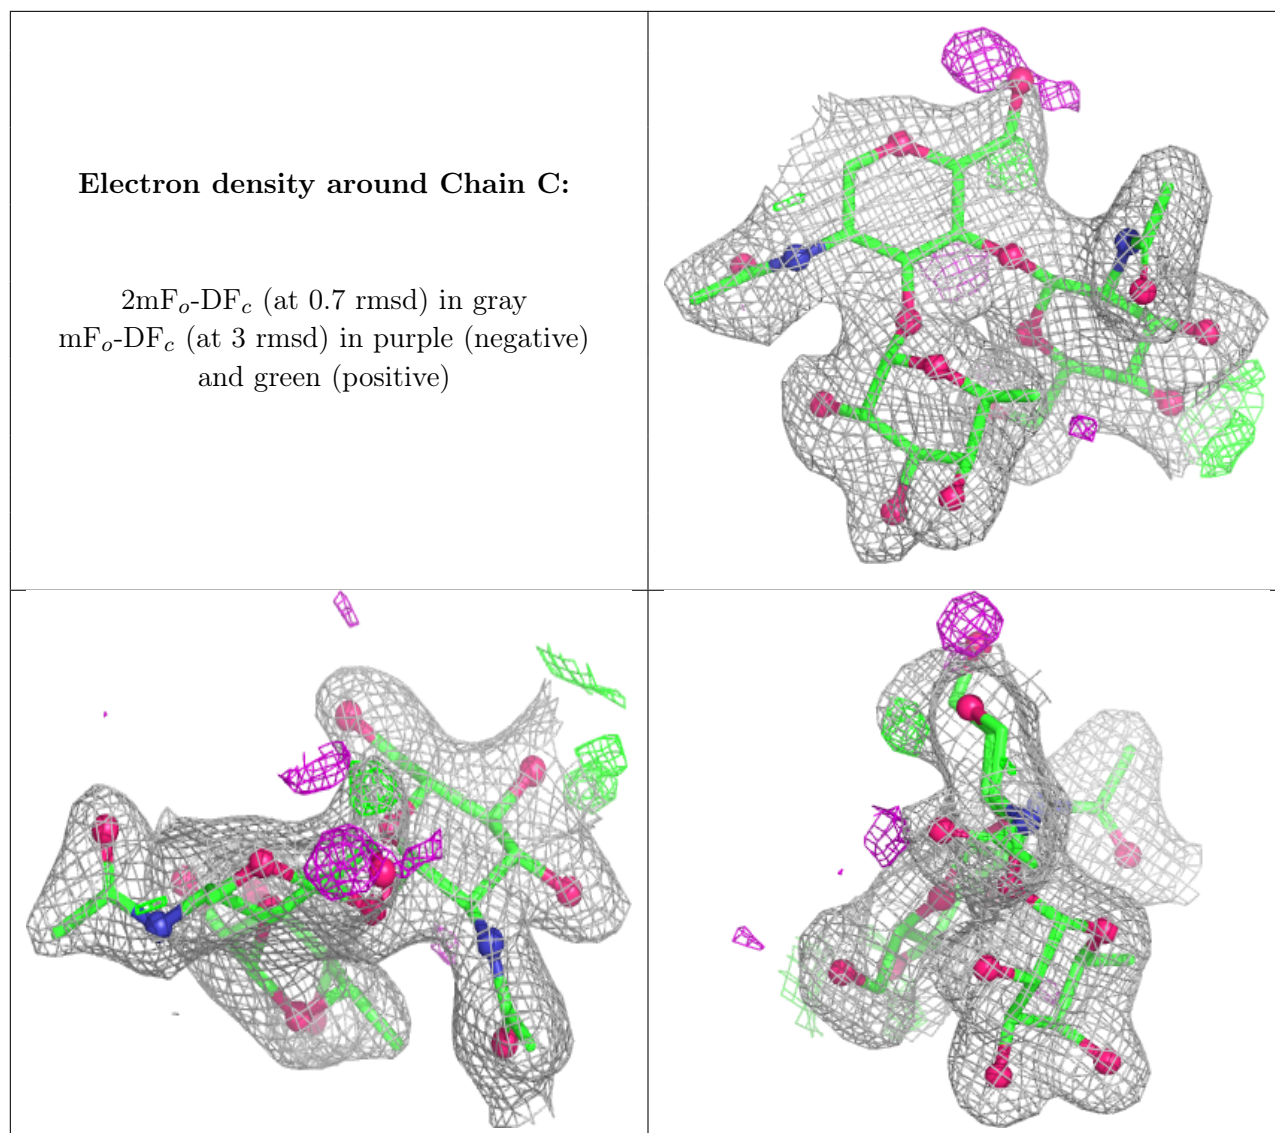 Electron density around Chain C:
2mFₒ-DF𝒸 (at 0.7 rmsd) in gray
mFₒ-DF𝒸 (at 3 rmsd) in purple (negative)
and green (positive)